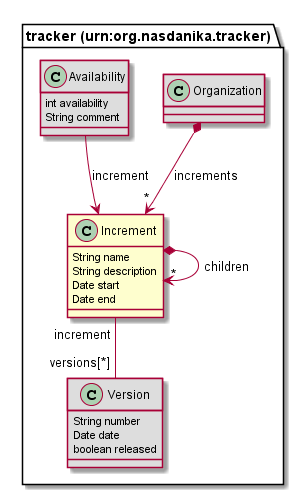 tracker (urn:org.nasdanika.tracker)
C Availability
int availability
String comment
C Organization
increment
increments
*
C Increment
String name
String description
Date start
Date end
children
*
increment
versions[*]
C Version
String number
Date date
boolean released